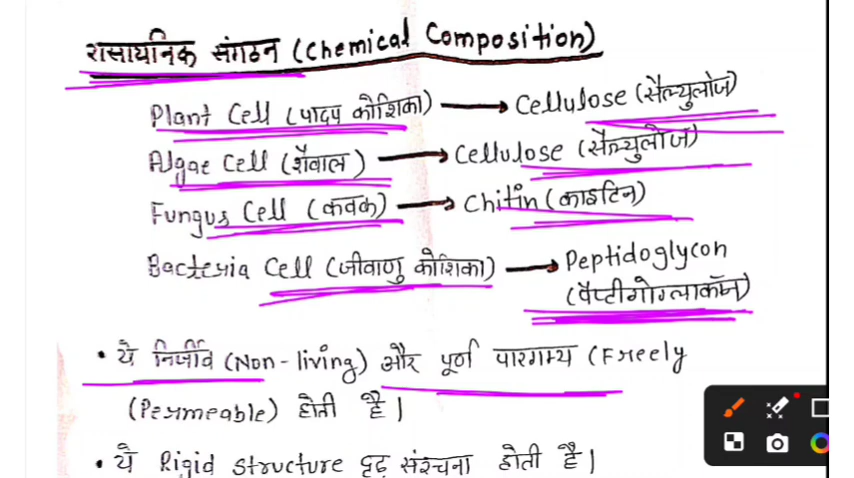 रासायनिक संगठन (Chemical Composition)
Plant Cell (पादप कोशिका) → Cellulose (सैल्युलोज)
Algae Cell (शैवाल) → Cellulose (सैल्युलोज)
Fungus Cell (कवक) → Chitin (काइटिन)
Bacteria Cell (जीवाणु कोशिका) → Peptidoglycon
(पेप्टीगोग्लाकॉन)
• ये निर्जीव (Non-living) और पूर्ण पारगम्य (Freely
(Permeable) होती है।
• ये Rigid structure दृढ़ संरचना होती है।